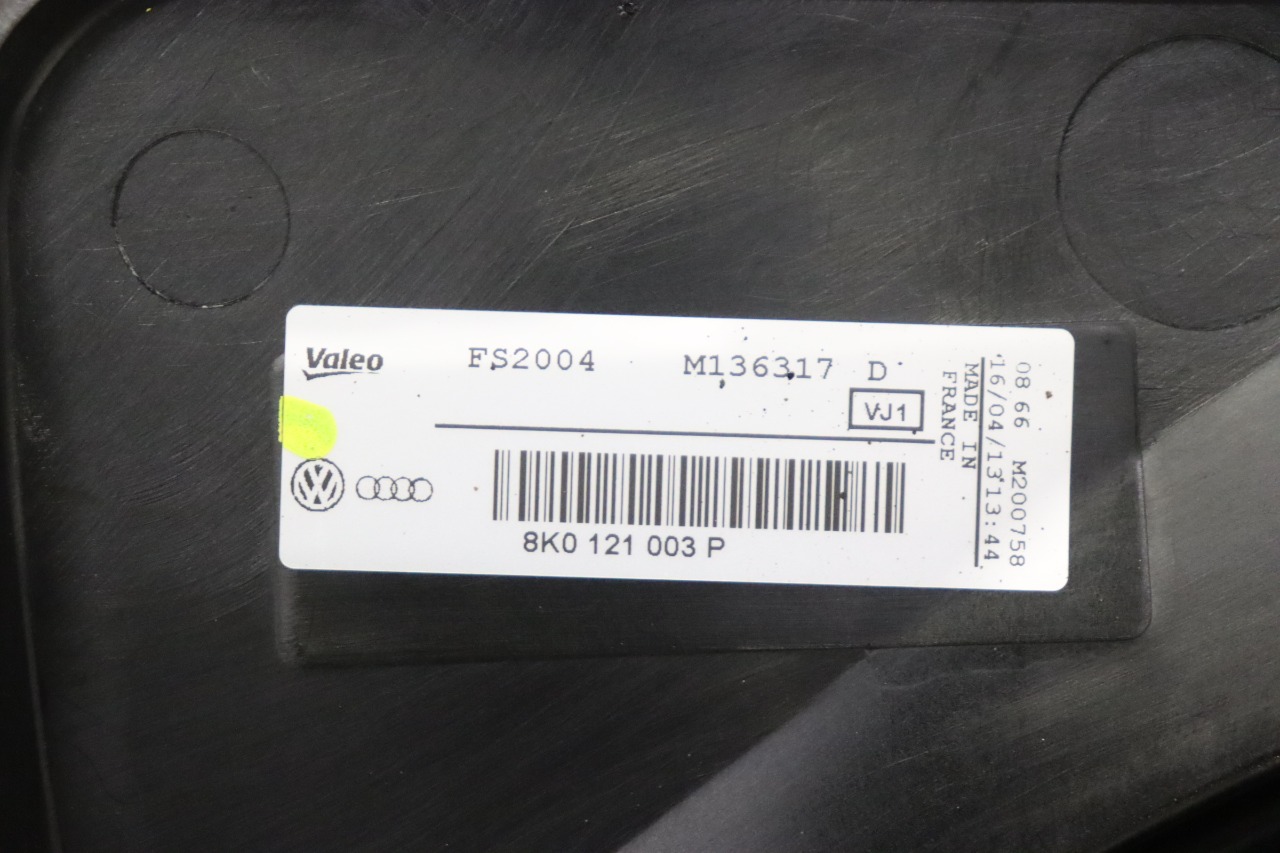 Valeo FS2004 M136317 D
VJ1
8K0 121 003 P
MADE IN
FRANCE
08 66 M200758
16/04/13 13:44